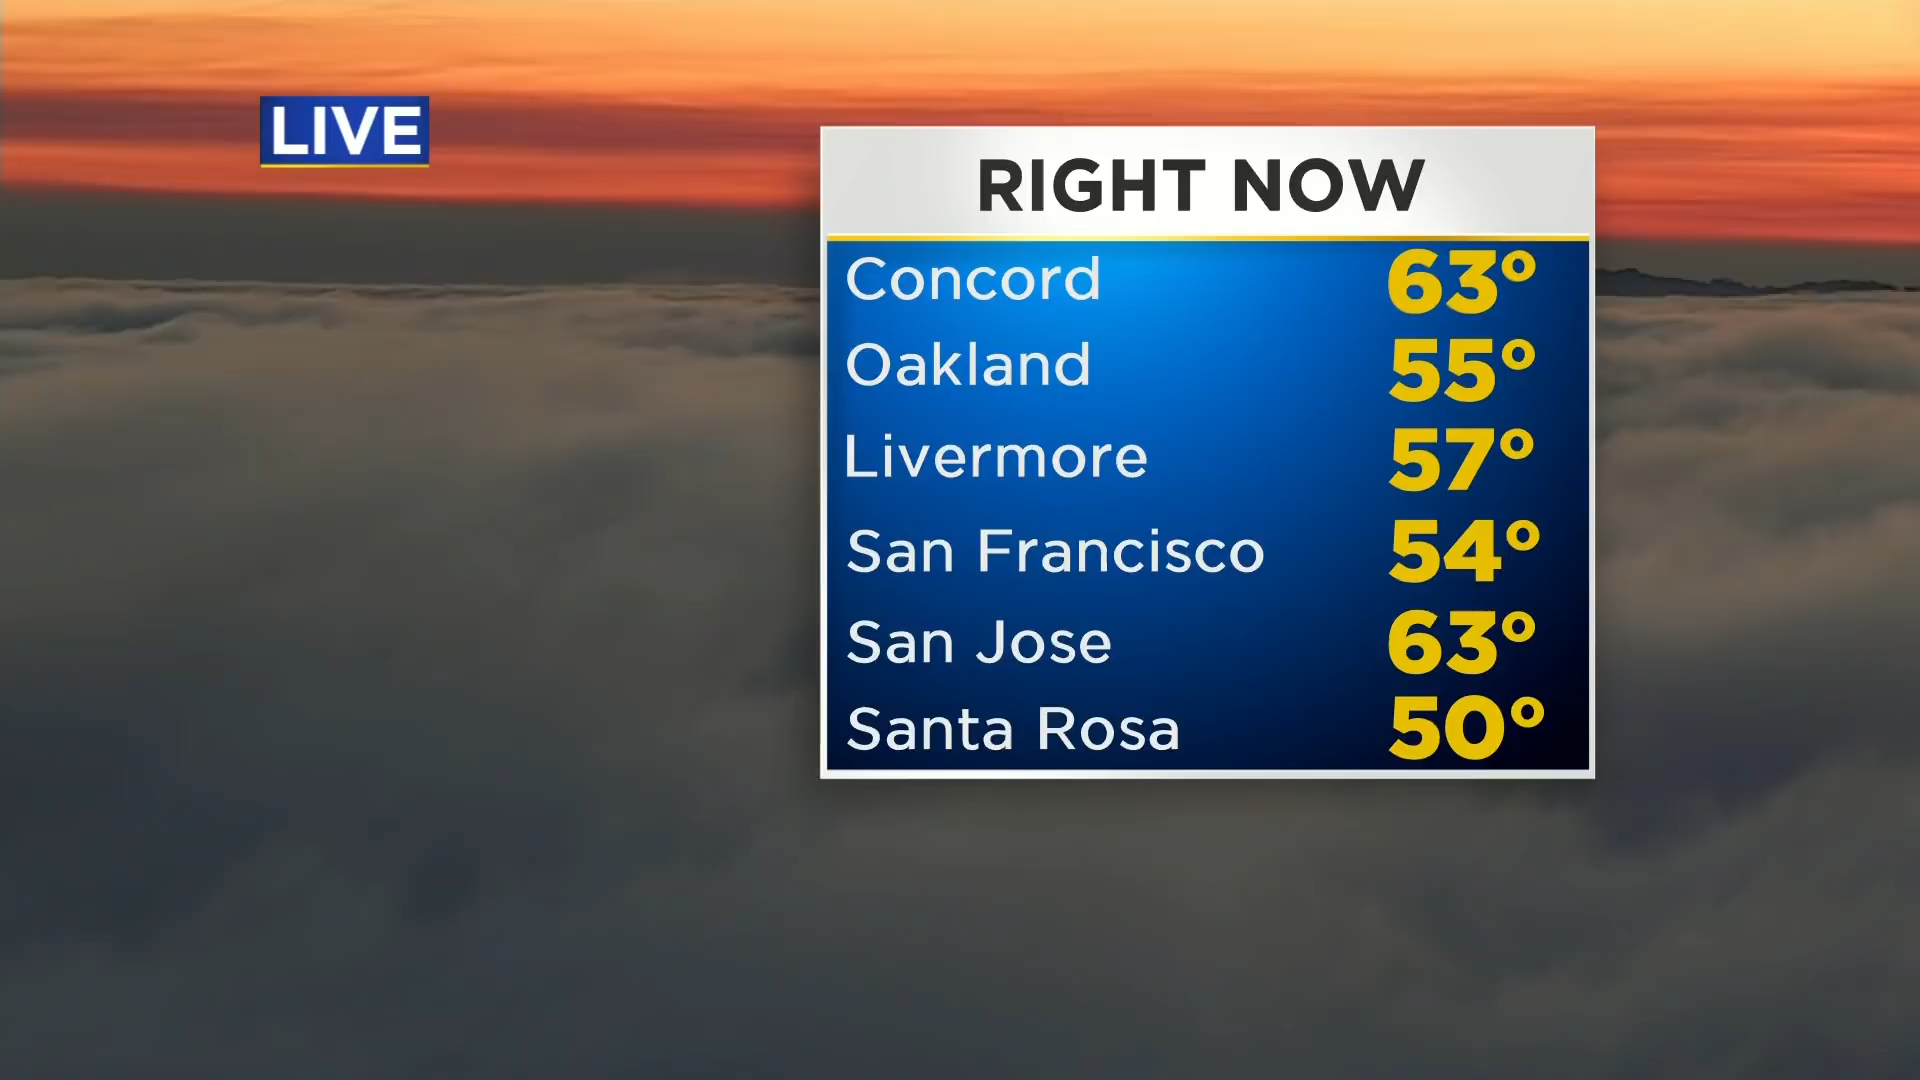 LIVE
RIGHT NOW
Concord 63°
Oakland 55°
Livermore 57°
San Francisco 54°
San Jose 63°
Santa Rosa 50°